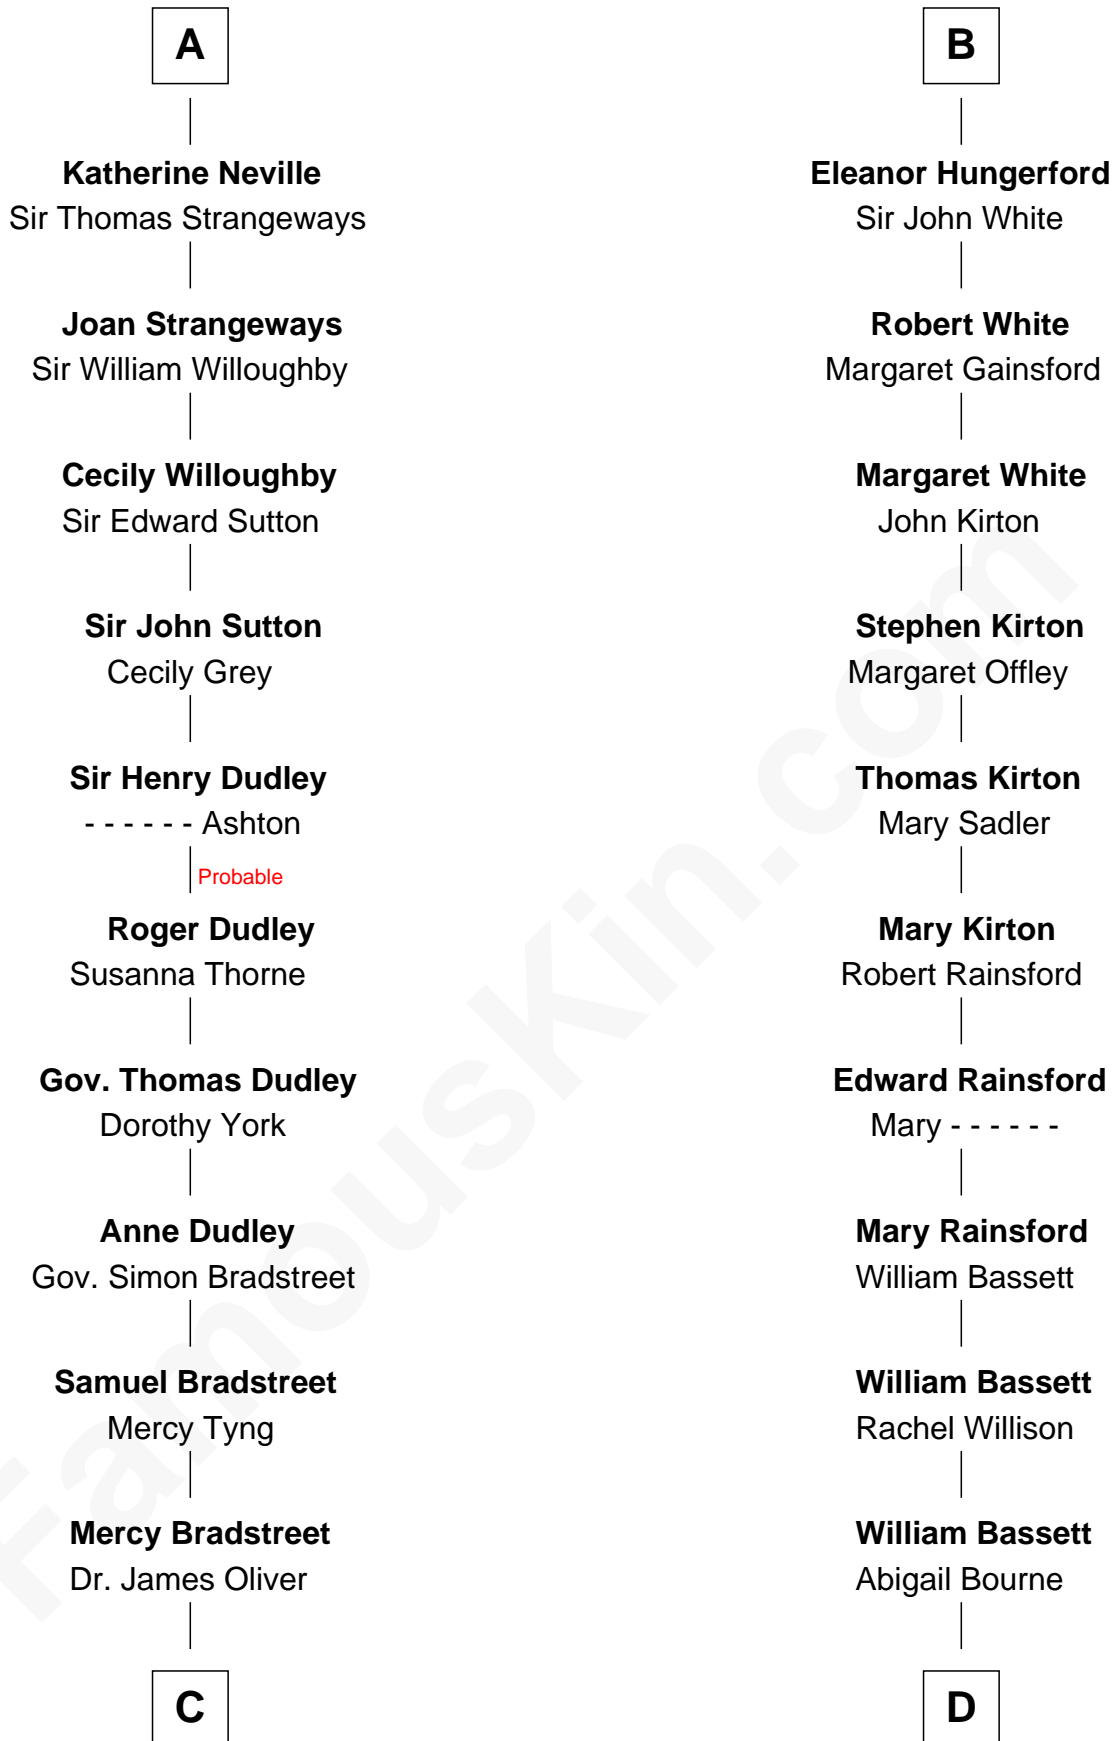 A
Katherine Neville
Sir Thomas Strangeways
Joan Strangeways
Sir William Willoughby
Cecily Willoughby
Sir Edward Sutton
Sir John Sutton
Cecily Grey
Sir Henry Dudley
- - - - - - Ashton
Probable
Roger Dudley
Susanna Thorne
Gov. Thomas Dudley
Dorothy York
Anne Dudley
Gov. Simon Bradstreet
Samuel Bradstreet
Mercy Tyng
Mercy Bradstreet
Dr. James Oliver
C
B
Eleanor Hungerford
Sir John White
Robert White
Margaret Gainsford
Margaret White
John Kirton
Stephen Kirton
Margaret Offley
Thomas Kirton
Mary Sadler
Mary Kirton
Robert Rainsford
Edward Rainsford
Mary - - - - - -
Mary Rainsford
William Bassett
William Bassett
Rachel Willison
William Bassett
Abigail Bourne
D
FamousKin.com